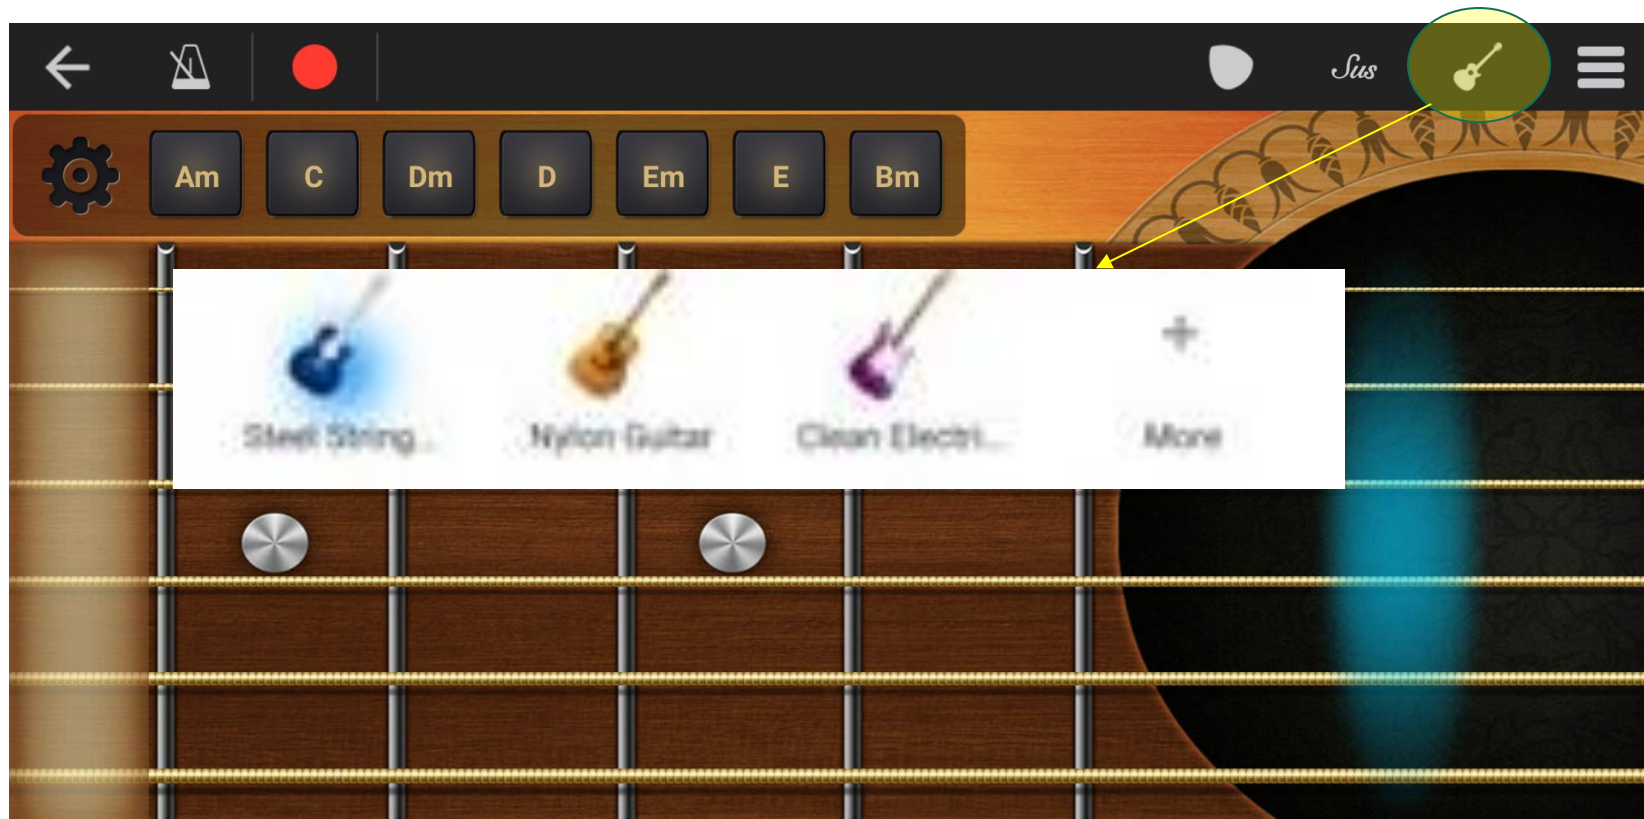 Sus
Am C Dm D Em E Bm
Steel String...
Nylon Guitar
Clean Electri...
More